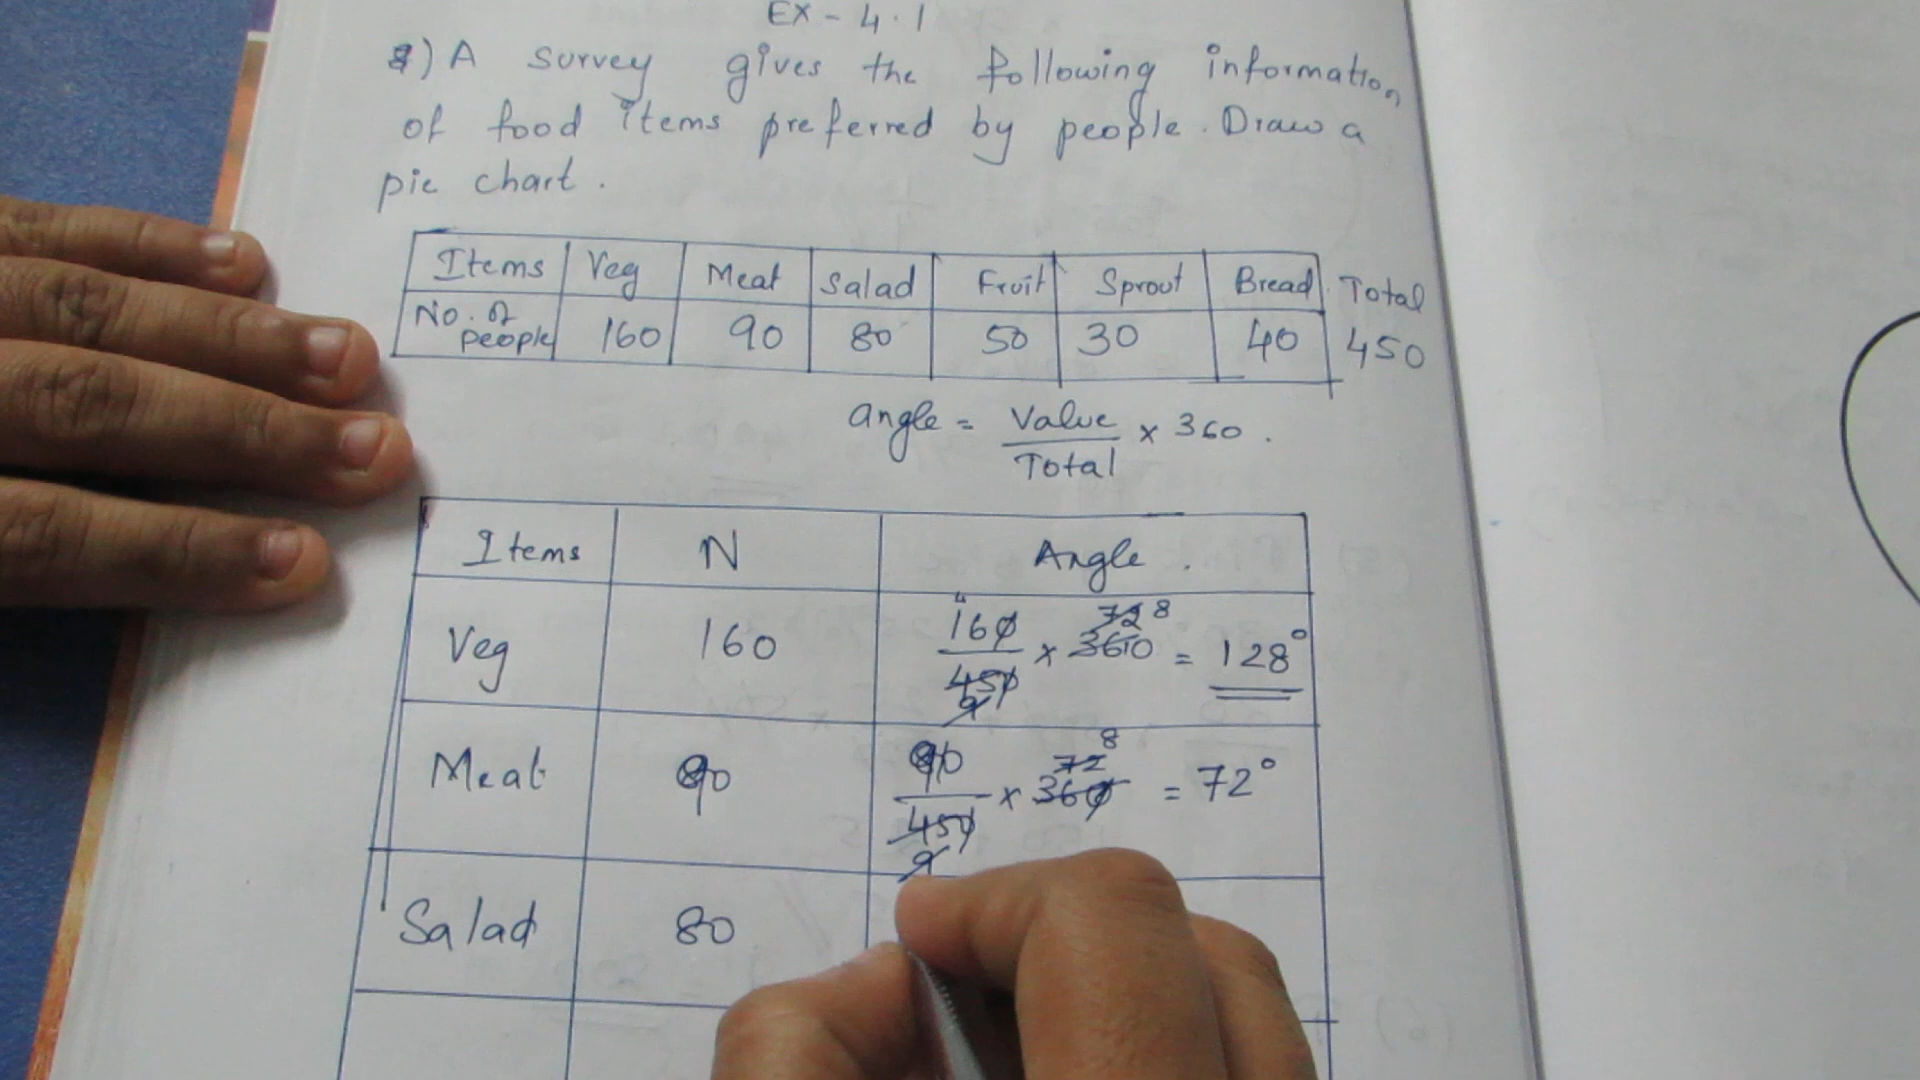 EX - 4.1
8) A survey gives the following information
of food items preferred by people. Draw a
pie chart.
Items Veg Meat Salad Fruit Sprout Bread Total
No. of people 160 90 80 50 30 40 450
angle = Value/Total x 360.
Items N Angle.
Veg 160 160/450 x 360 = 128°
Meat 90 90/450 x 360 = 72°
Salad 80